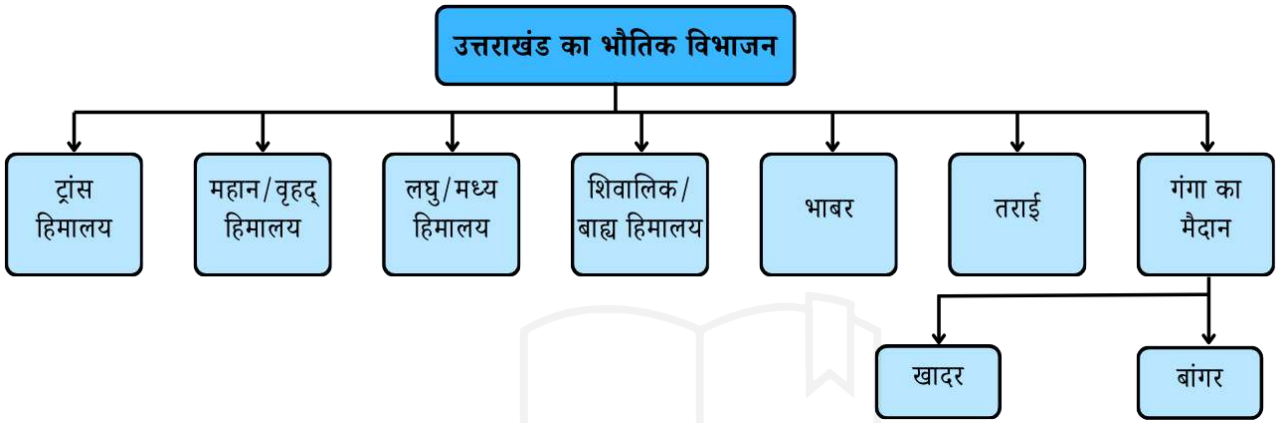 उत्तराखंड का भौतिक विभाजन
ट्रांस
हिमालय
महान/वृहद्
हिमालय
लघु/मध्य
हिमालय
शिवालिक/
बाह्य हिमालय
भाबर
तराई
गंगा का
मैदान
खादर
बांगर